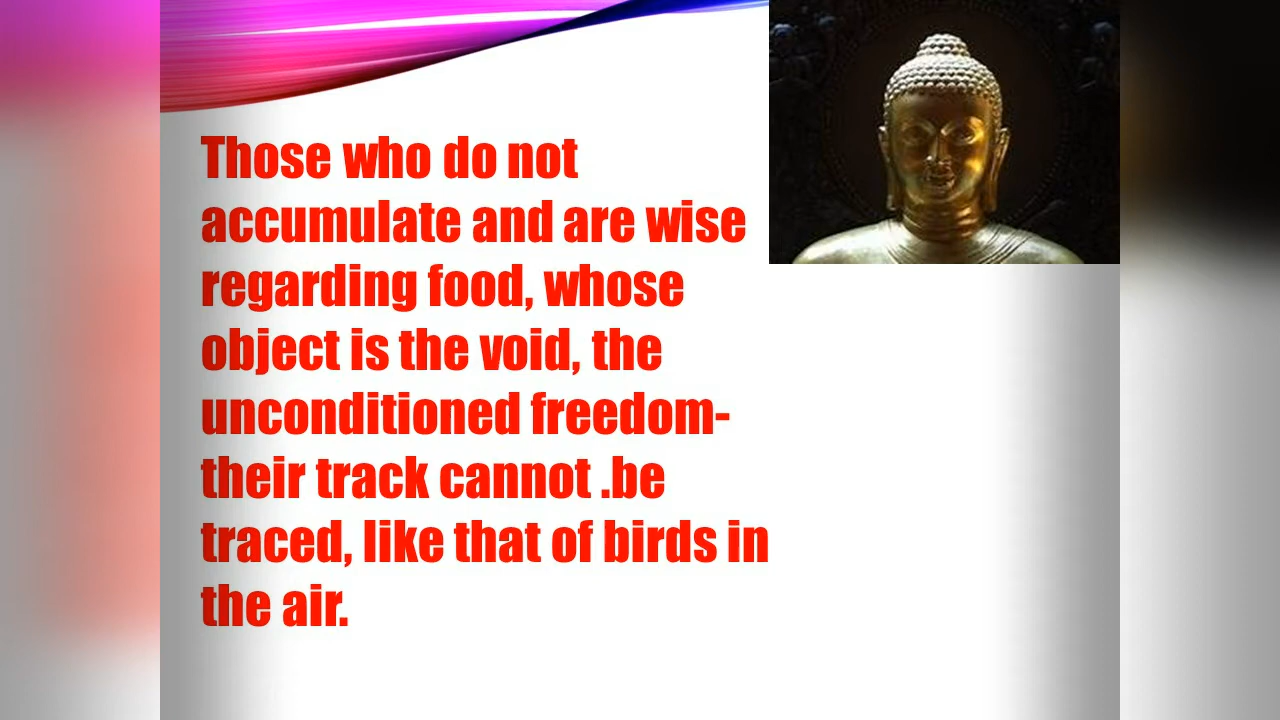 Those who do not
accumulate and are wise
regarding food, whose
object is the void, the
unconditioned freedom-
their track cannot .be
traced, like that of birds in
the air.